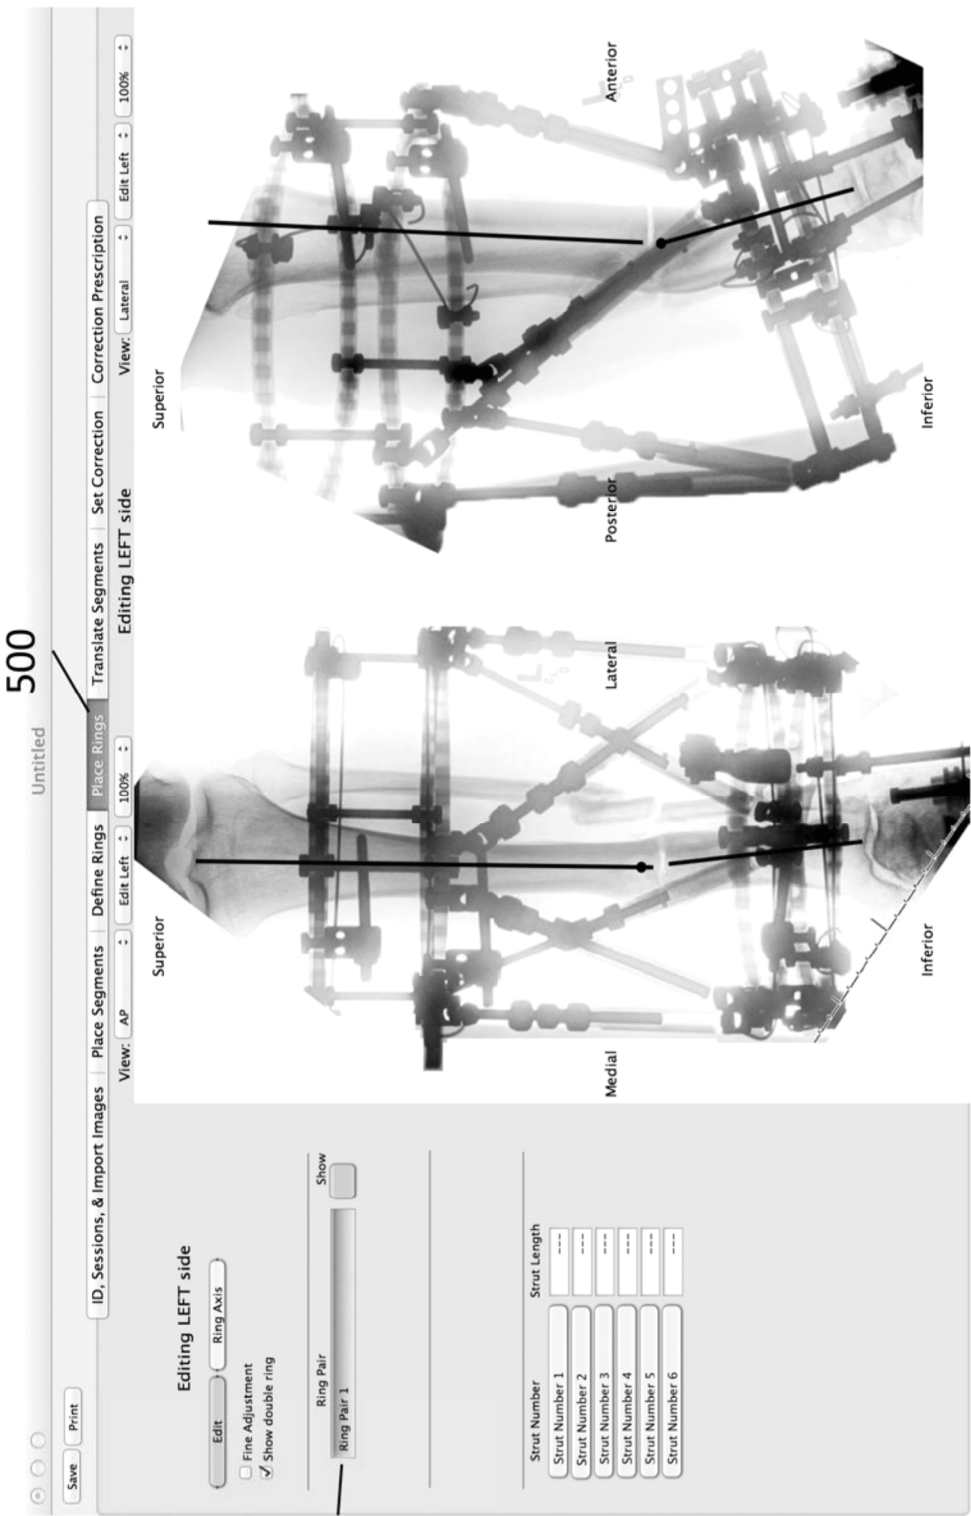 500
Untitled
Save Print
ID, Sessions, & Import Images Place Segments Define Rings Place Rings Translate Segments Set Correction Correction Prescription
View: AP Edit Left 100%
Editing LEFT side
View: Lateral Edit Left 100%
Editing LEFT side
Edit Ring Axis
Fine Adjustment
Show double ring
Ring Pair Show
Ring Pair 1
Strut Number Strut Length
Strut Number 1 ---
Strut Number 2 ---
Strut Number 3 ---
Strut Number 4 ---
Strut Number 5 ---
Strut Number 6 ---
Superior
Medial
Lateral
Inferior
Superior
Posterior
Anterior
Inferior